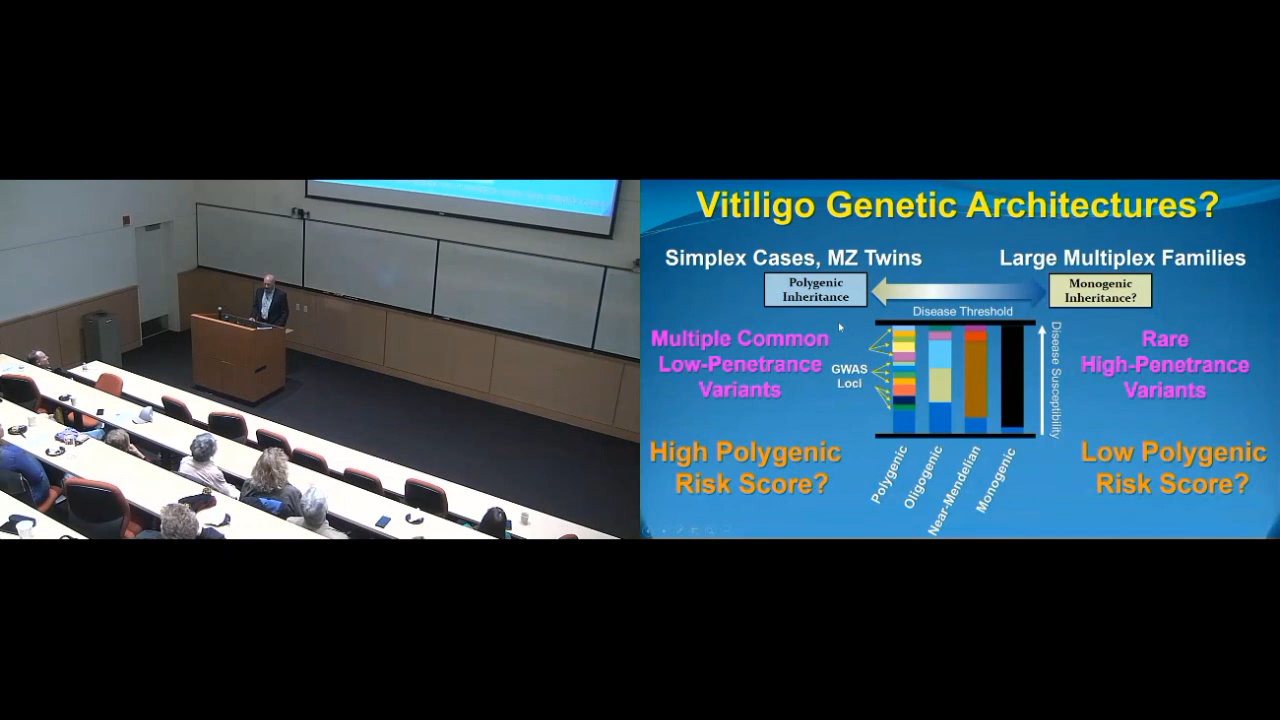 Vitiligo Genetic Architectures?
Simplex Cases, MZ Twins
Large Multiplex Families
Polygenic
Inheritance
Monogenic
Inheritance?
Disease Threshold
Multiple Common
Low-Penetrance
Variants
GWAS
Loci
Disease Susceptibility
Rare
High-Penetrance
Variants
High Polygenic
Risk Score?
Low Polygenic
Risk Score?
Polygenic
Oligogenic
Near-Mendelian
Monogenic